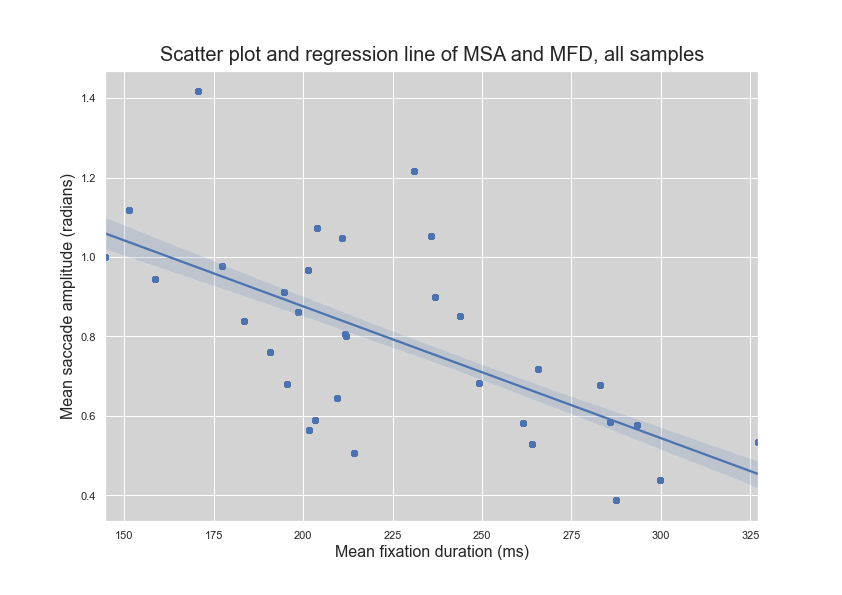 Scatter plot and regression line of MSA and MFD, all samples
Mean saccade amplitude (radians)
1.4
1.2
1.0
0.8
0.6
0.4
150 175 200 225 250 275 300 325
Mean fixation duration (ms)